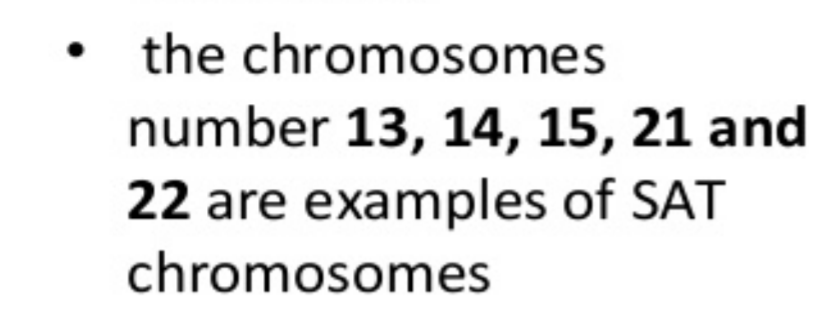 • the chromosomes
number 13, 14, 15, 21 and
22 are examples of SAT
chromosomes